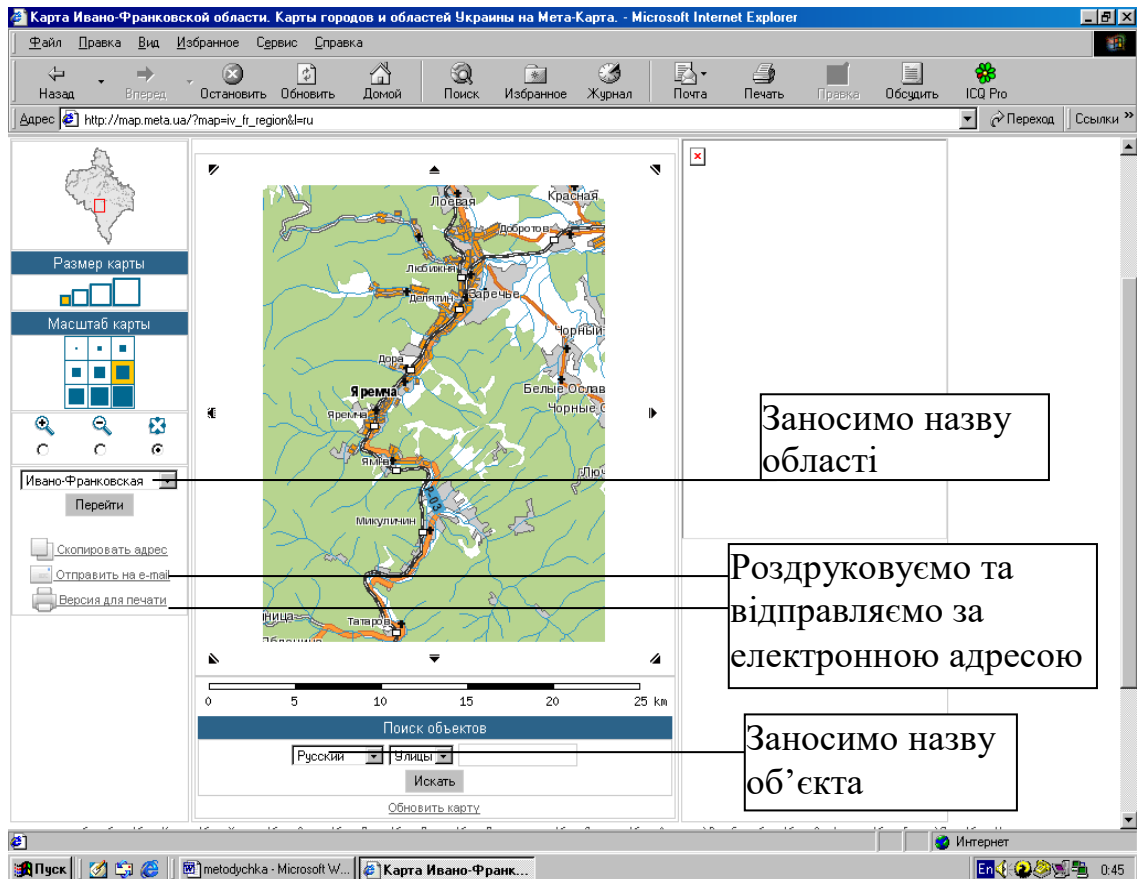 Карта Ивано-Франковской области. Карты городов и областей Украины на Мета-Карта. - Microsoft Internet Explorer
Файл Правка Вид Избранное Сервис Справка
Назад Вперед Остановить Обновить Домой Поиск Избранное Журнал Почта Печать Правка Обсудить ICQ Pro
Адрес http://map.meta.ua/?map=iv_fr_region&l=ru Переход Ссылки »
Размер карты
Масштаб карты
Ивано-Франковская
Перейти
Скопировать адрес
Отправить на e-mail
Версия для печати
Лоевая
Красная
Добротов
Любижня
Делятин
Заречье
Чорный
Дора
Яремча
Белые Ослав
Яремча
Чорные
Ямна
Р-03
Микуличин
Татаров
0 5 10 15 20 25 km
Поиск объектов
Русский Улицы
Искать
Обновить карту
Заносимо назву
області
Роздруковуємо та
відправляємо за
електронною адресою
Заносимо назву
об’єкта
Интернет
Пуск metodychka - Microsoft W... Карта Ивано-Франк... En 0:45